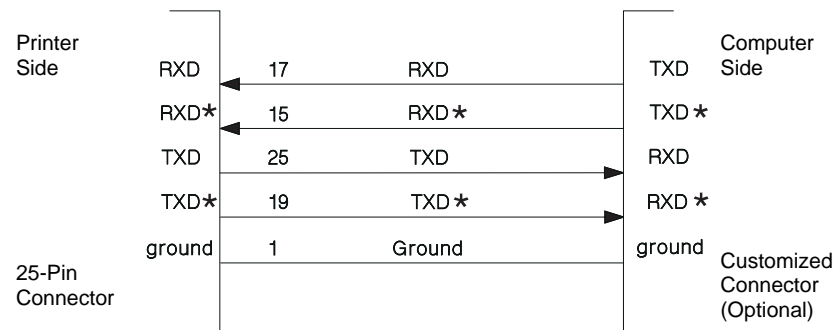 Printer
Side
Computer
Side
RXD 17 RXD TXD
RXD* 15 RXD* TXD*
TXD 25 TXD RXD
TXD* 19 TXD* RXD*
ground 1 Ground ground
25-Pin
Connector
Customized
Connector
(Optional)